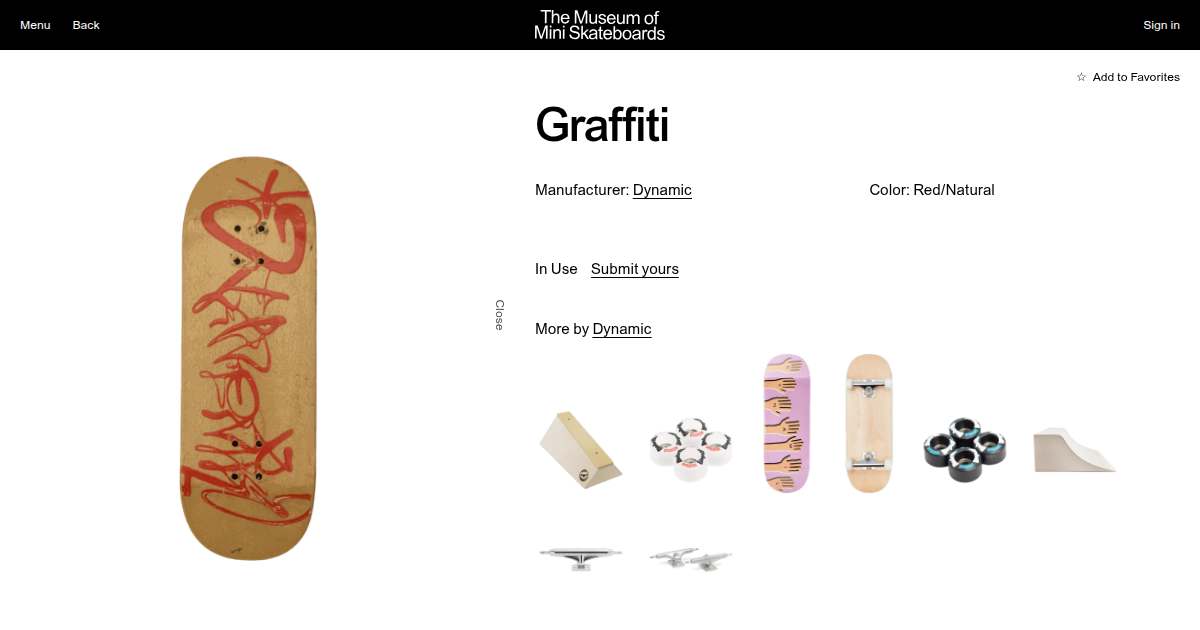 Menu
Back
The Museum of
Mini Skateboards
Sign in
☆ Add to Favorites
Graffiti
Manufacturer: Dynamic
Color: Red/Natural
In Use
Submit yours
Close
More by Dynamic